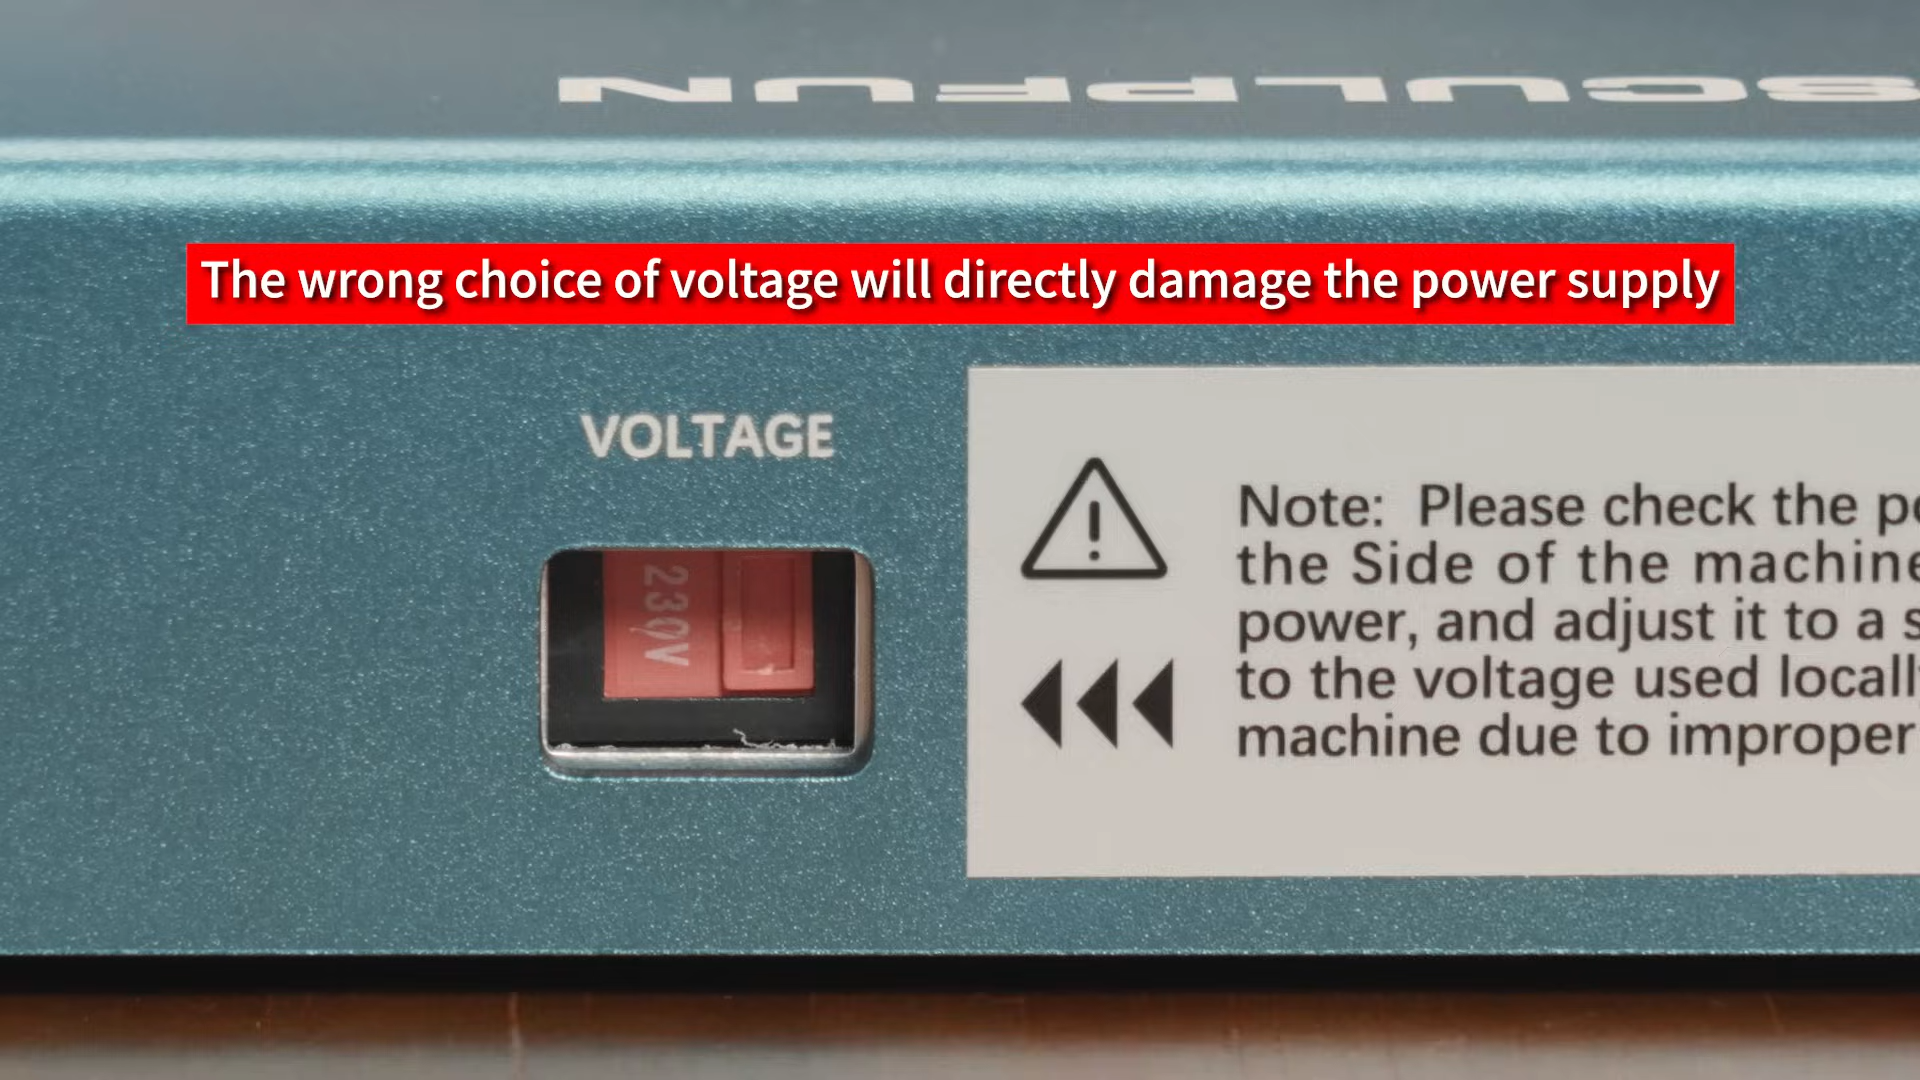 SCULPFUN
The wrong choice of voltage will directly damage the power supply
VOLTAGE
230V
Note: Please check the
the Side of the machine
power, and adjust it to a
to the voltage used
machine due to improper